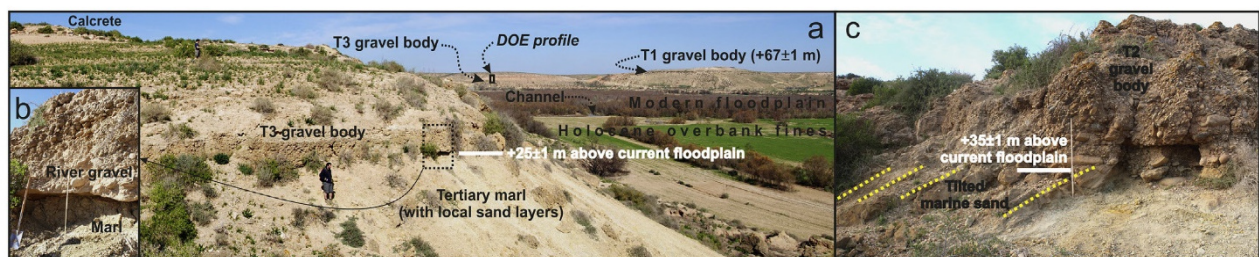 a
Calcrete
T3 gravel body
DOE profile
T1 gravel body (+67±1 m)
Channel
Modern floodplain
T3 gravel body
Holocene overbank fines
+25±1 m above current floodplain
Tertiary marl
(with local sand layers)
b
River gravel
Marl
c
T2
gravel
body
+35±1 m above
current floodplain
Tilted
marine sand